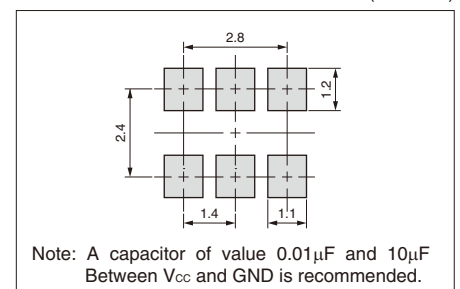 2.8
1.2
2.4
1.4
1.1
Note: A capacitor of value 0.01μF and 10μF
Between Vcc and GND is recommended.